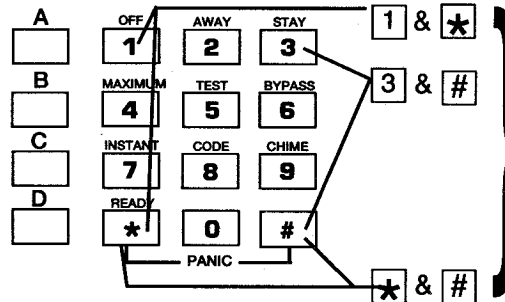 A OFF AWAY STAY 1 & *
1 2 3
B MAXIMUM TEST BYPASS 3 & #
4 5 6
C INSTANT CODE CHIME
7 8 9
D READY
* 0 #
PANIC
* & #